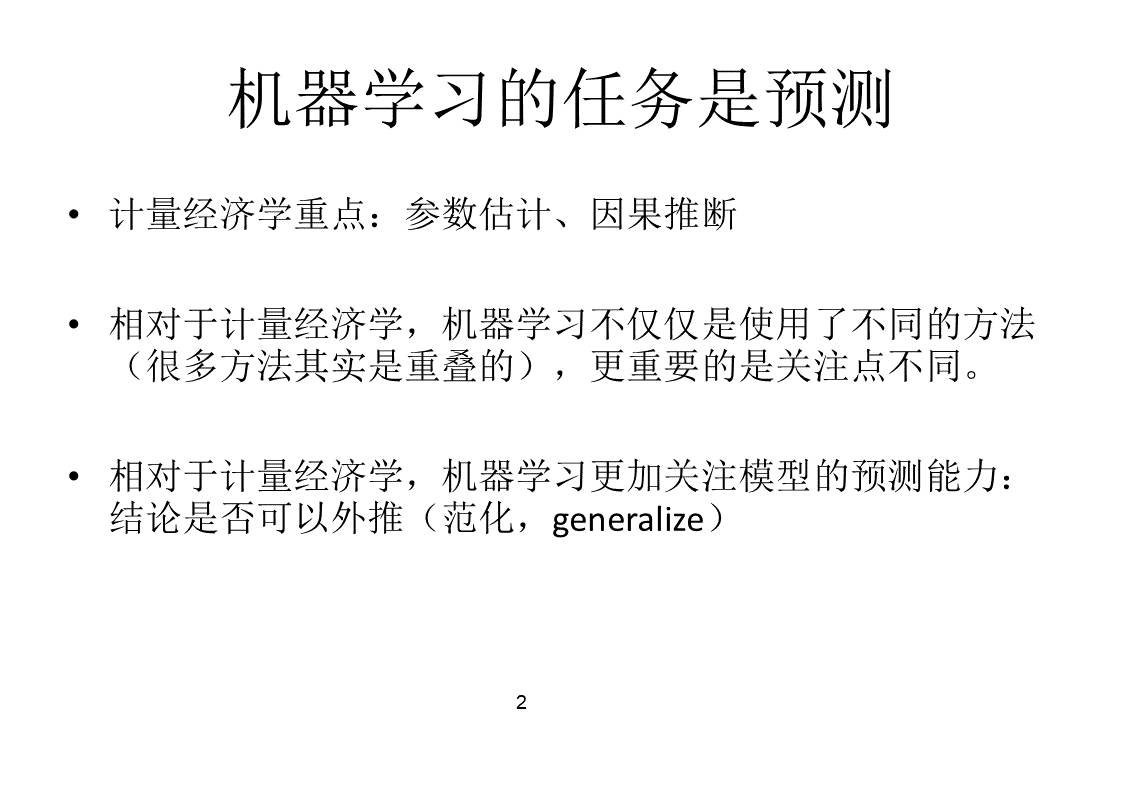 机器学习的任务是预测
• 计量经济学重点：参数估计、因果推断
• 相对于计量经济学，机器学习不仅仅是使用了不同的方法
（很多方法其实是重叠的），更重要的是关注点不同。
• 相对于计量经济学，机器学习更加关注模型的预测能力：
结论是否可以外推（范化，generalize）
2